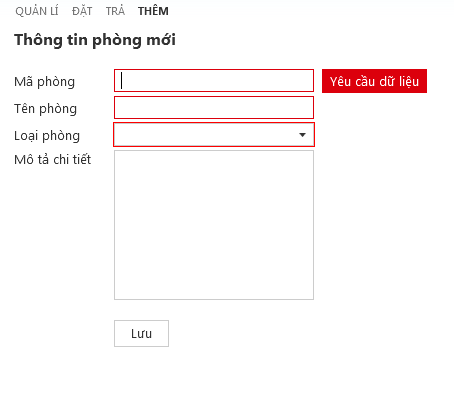 QUẢN LÍ ĐẶT TRẢ THÊM
Thông tin phòng mới
Mã phòng Yêu cầu dữ liệu
Tên phòng
Loại phòng
Mô tả chi tiết
Lưu